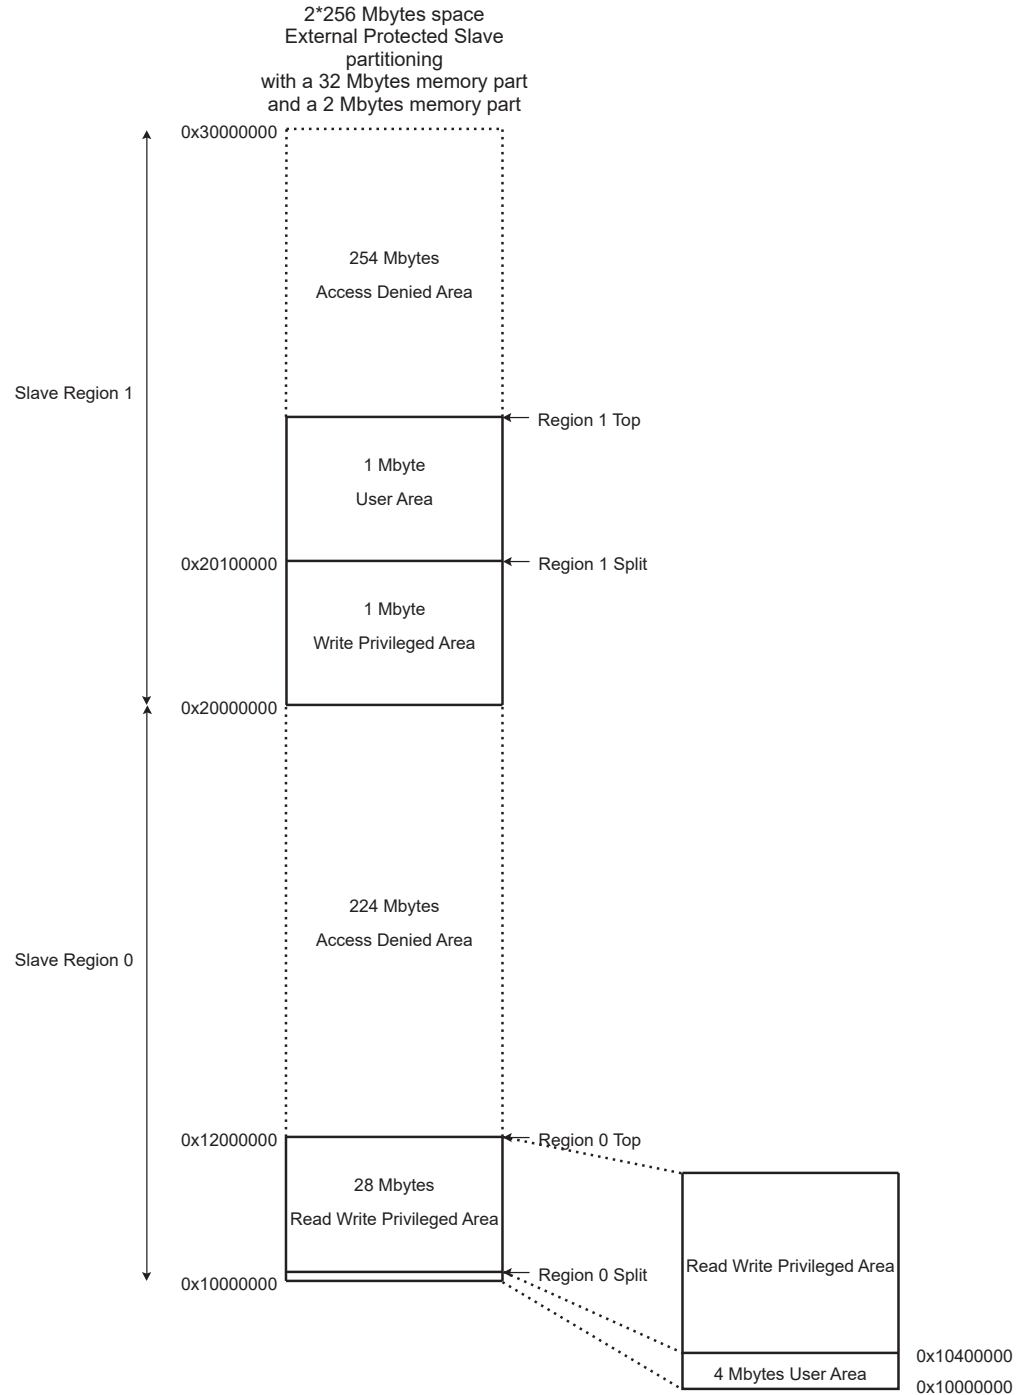 2*256 Mbytes space
External Protected Slave
partitioning
with a 32 Mbytes memory part
and a 2 Mbytes memory part
0x30000000
254 Mbytes
Access Denied Area
Slave Region 1
Region 1 Top
1 Mbyte
User Area
0x20100000
Region 1 Split
1 Mbyte
Write Privileged Area
0x20000000
224 Mbytes
Access Denied Area
Slave Region 0
0x12000000
Region 0 Top
28 Mbytes
Read Write Privileged Area
Region 0 Split
0x10000000
Read Write Privileged Area
0x10400000
4 Mbytes User Area
0x10000000